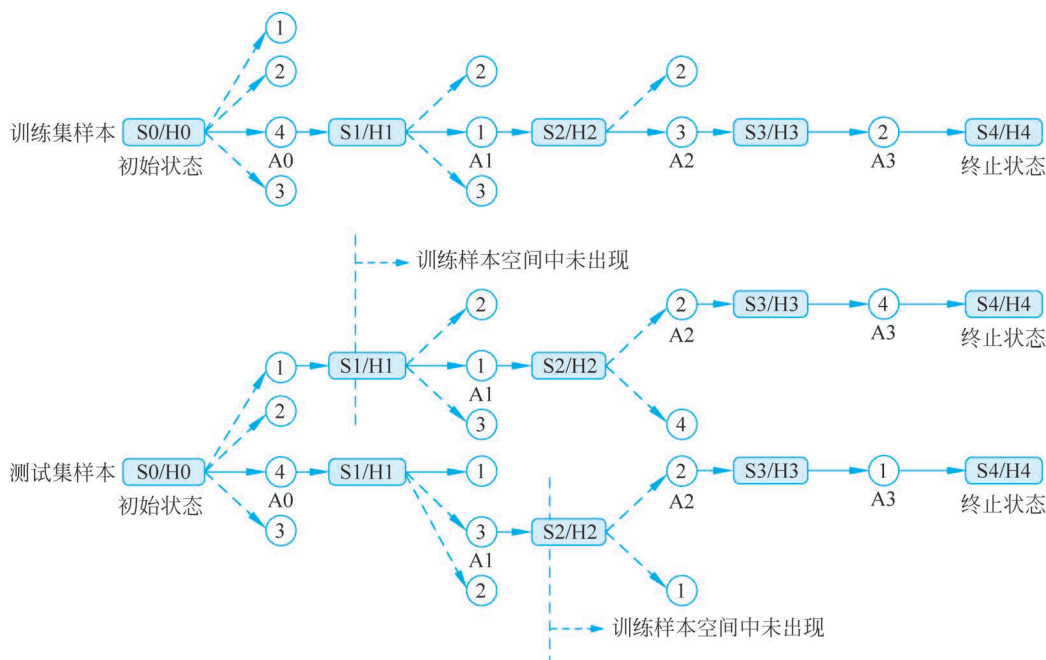 1
2 2 2
训练集样本 S0/H0 4 S1/H1 1 S2/H2 3 S3/H3 2 S4/H4
初始状态 A0 A1 A2 A3 终止状态
3 3
训练样本空间中未出现
2 2 S3/H3 4 S4/H4
A2 A3 终止状态
1 S1/H1 1 S2/H2
A1
2 3 4
测试集样本 S0/H0 4 S1/H1 1 2 S3/H3 1 S4/H4
初始状态 A0 A2 A3 终止状态
3 3 S2/H2
A1
2 1
训练样本空间中未出现